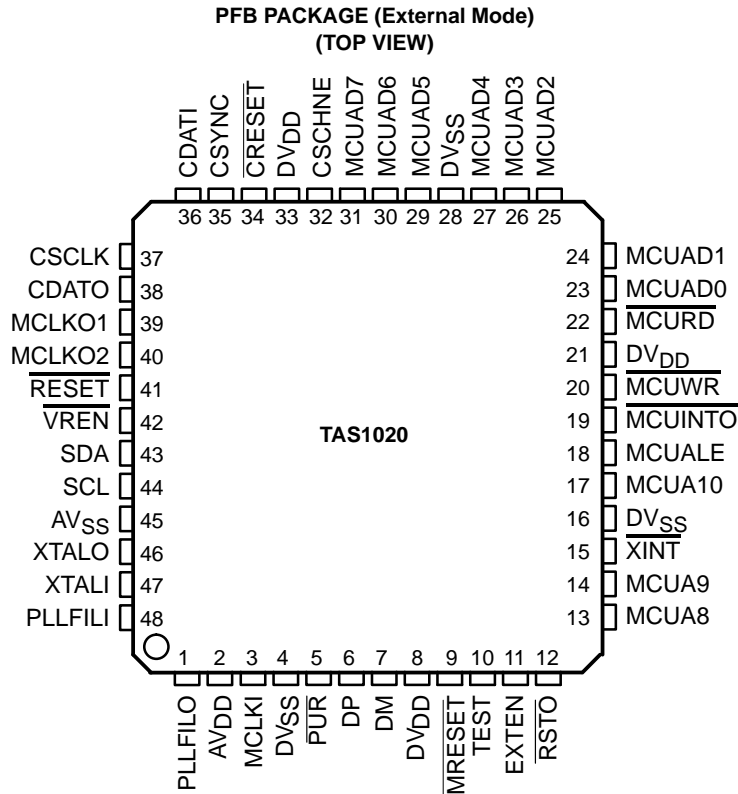 PFB PACKAGE (External Mode)
(TOP VIEW)
CDATI
CSYNC
CRESET
DVDD
CSCHNE
MCUAD7
MCUAD6
MCUAD5
DVSS
MCUAD4
MCUAD3
MCUAD2
36 35 34 33 32 31 30 29 28 27 26 25
CSCLK 37
CDATO 38
MCLKO1 39
MCLKO2 40
RESET 41
VREN 42
SDA 43
SCL 44
AVSS 45
XTALO 46
XTALI 47
PLLFILI 48
TAS1020
24 MCUAD1
23 MCUAD0
22 MCURD
21 DVDD
20 MCUWR
19 MCUINTO
18 MCUALE
17 MCUA10
16 DVSS
15 XINT
14 MCUA9
13 MCUA8
1 2 3 4 5 6 7 8 9 10 11 12
PLLFILO
AVDD
MCLKI
DVSS
PUR
DP
DM
DVDD
MRESET
TEST
EXTEN
RSTO